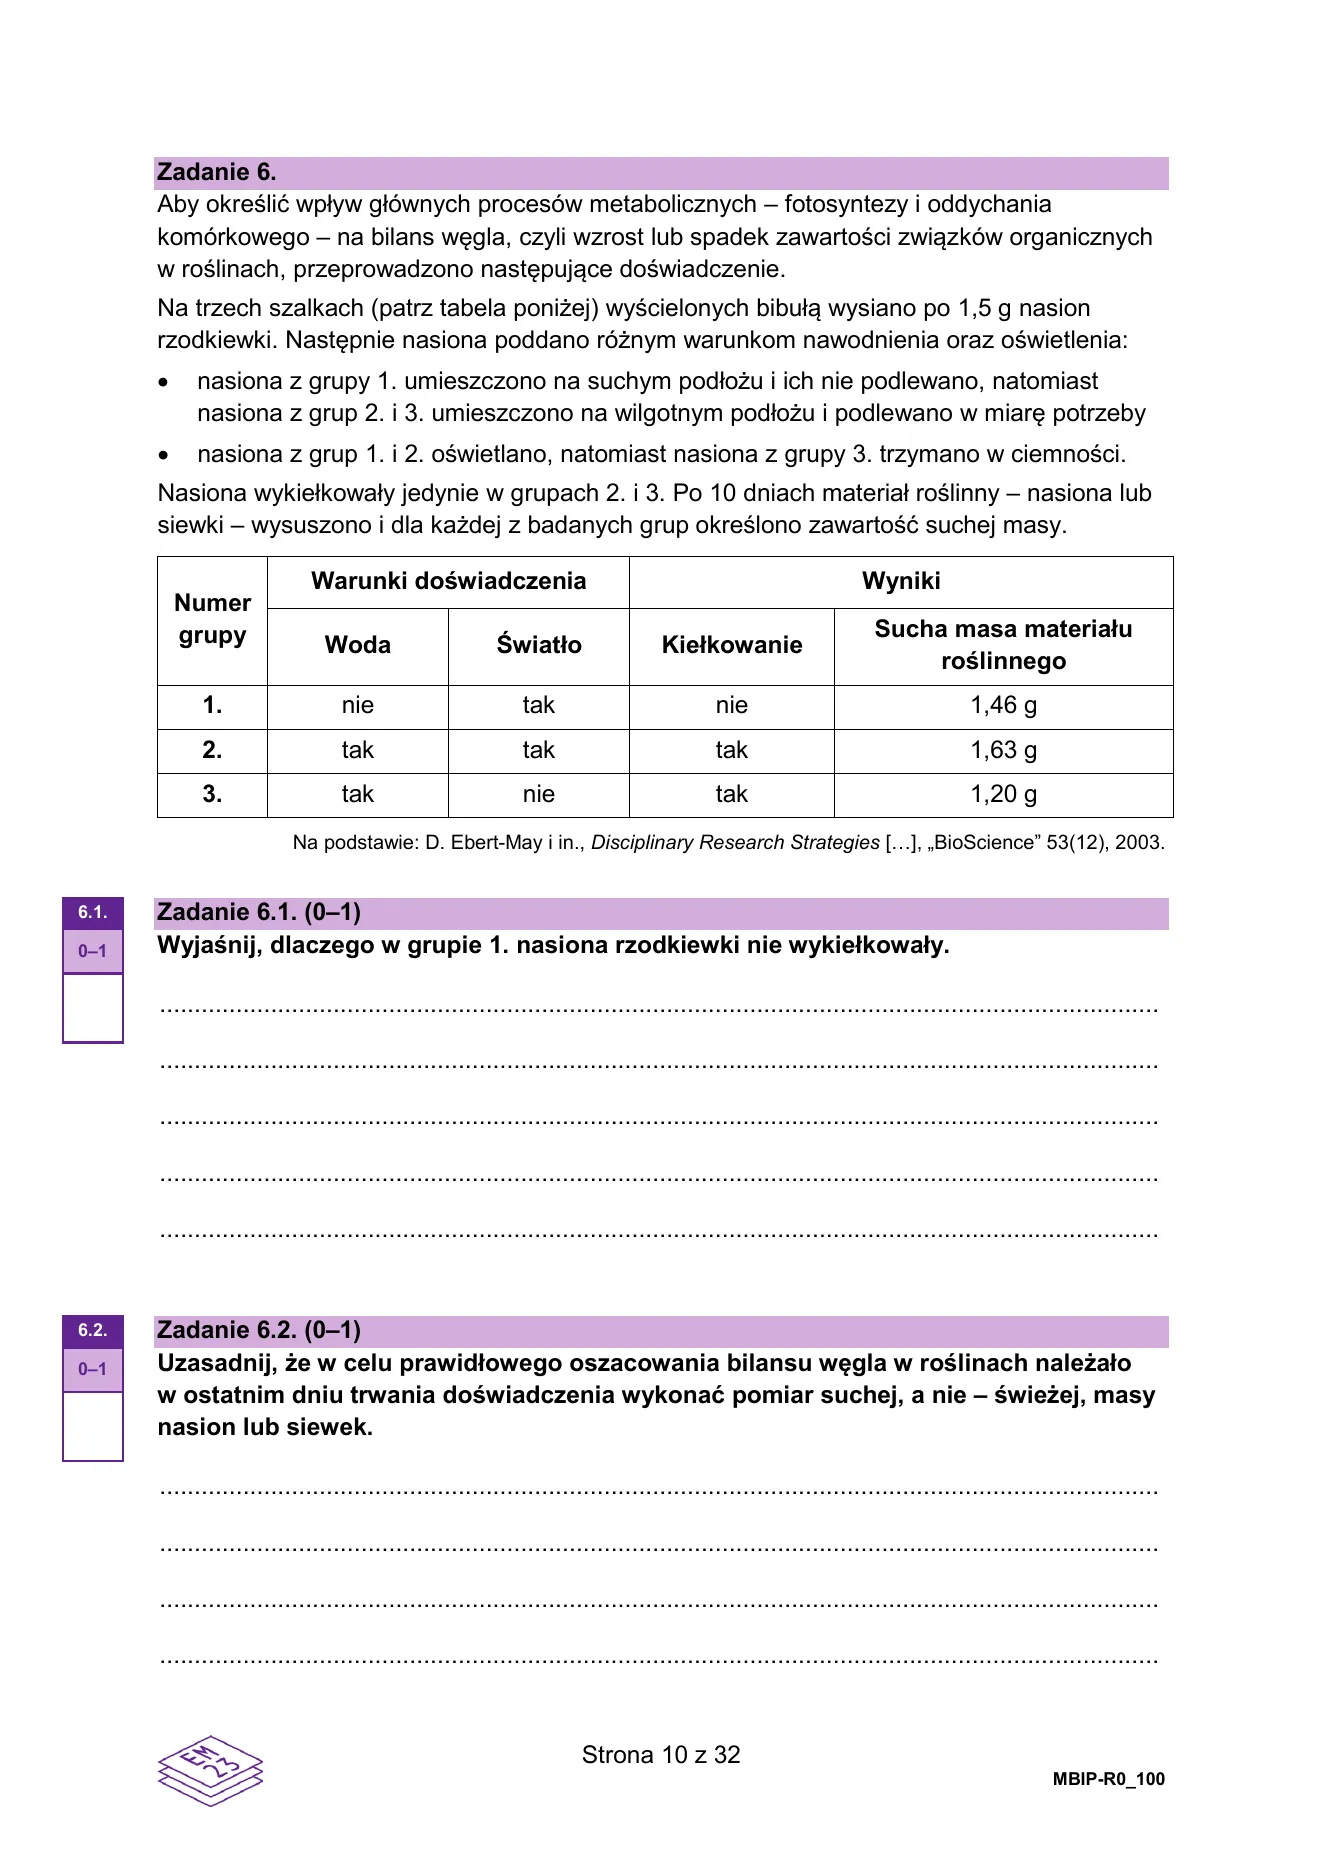 Zadanie 6.
Aby określić wpływ głównych procesów metabolicznych – fotosyntezy i oddychania
komórkowego – na bilans węgla, czyli wzrost lub spadek zawartości związków organicznych
w roślinach, przeprowadzono następujące doświadczenie.
Na trzech szalkach (patrz tabela poniżej) wyścielonych bibułą wysiano po 1,5 g nasion
rzodkiewki. Następnie nasiona poddano różnym warunkom nawodnienia oraz oświetlenia:
• nasiona z grupy 1. umieszczono na suchym podłożu i ich nie podlewano, natomiast
nasiona z grup 2. i 3. umieszczono na wilgotnym podłożu i podlewano w miarę potrzeby
• nasiona z grup 1. i 2. oświetlano, natomiast nasiona z grupy 3. trzymano w ciemności.
Nasiona wykiełkowały jedynie w grupach 2. i 3. Po 10 dniach materiał roślinny – nasiona lub
siewki – wysuszono i dla każdej z badanych grup określono zawartość suchej masy.
Numer grupy Warunki doświadczenia Wyniki
Woda Światło Kiełkowanie Sucha masa materiału roślinnego
1. nie tak nie 1,46 g
2. tak tak tak 1,63 g
3. tak nie tak 1,20 g
Na podstawie: D. Ebert-May i in., Disciplinary Research Strategies […], „BioScience” 53(12), 2003.
6.1.
0–1
Zadanie 6.1. (0–1)
Wyjaśnij, dlaczego w grupie 1. nasiona rzodkiewki nie wykiełkowały.
6.2.
0–1
Zadanie 6.2. (0–1)
Uzasadnij, że w celu prawidłowego oszacowania bilansu węgla w roślinach należało
w ostatnim dniu trwania doświadczenia wykonać pomiar suchej, a nie – świeżej, masy
nasion lub siewek.
EM
23
Strona 10 z 32
MBIP-R0_100